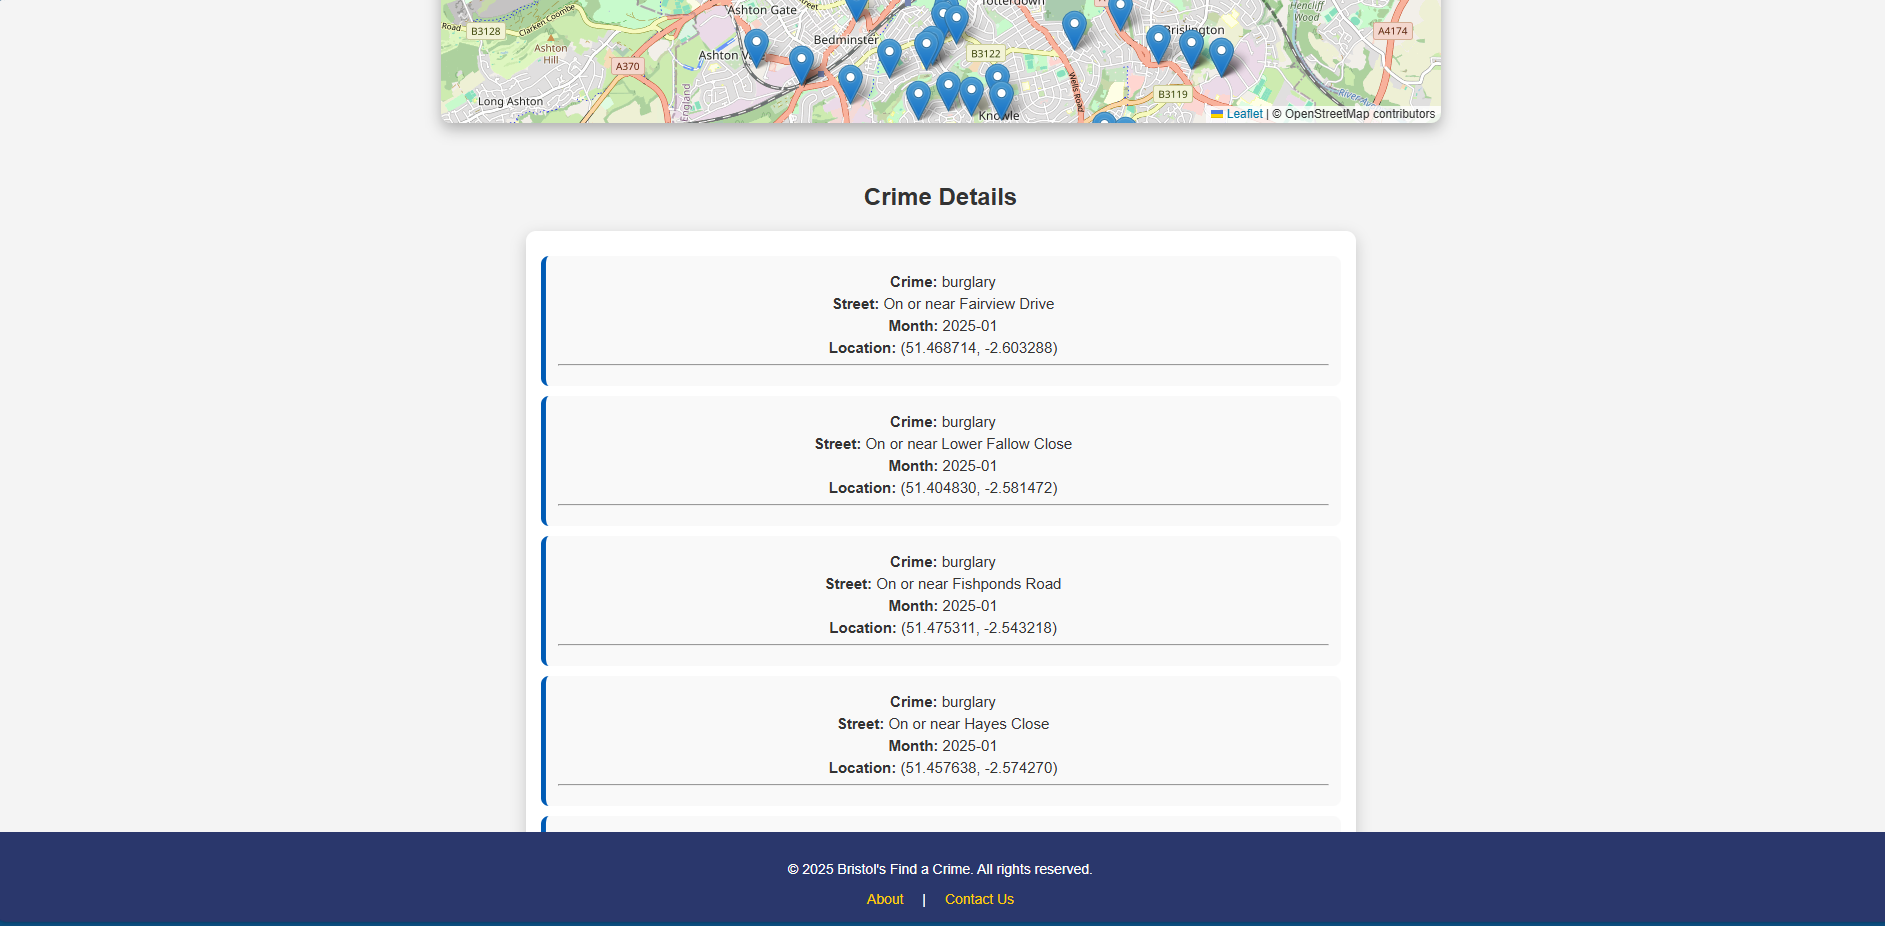 Ashton Gate
Totterdown
Hencliff
Wood
B3128
Clarken Coombe
Road
A4174
Bedminster
Brislington
Ashton
Hill
Ashton
B3122
A370
Wells Road
England
B3119
Long Ashton
Knowle
Leaflet | © OpenStreetMap contributors
Crime Details
Crime: burglary
Street: On or near Fairview Drive
Month: 2025-01
Location: (51.468714, -2.603288)
Crime: burglary
Street: On or near Lower Fallow Close
Month: 2025-01
Location: (51.404830, -2.581472)
Crime: burglary
Street: On or near Fishponds Road
Month: 2025-01
Location: (51.475311, -2.543218)
Crime: burglary
Street: On or near Hayes Close
Month: 2025-01
Location: (51.457638, -2.574270)
© 2025 Bristol's Find a Crime. All rights reserved.
About | Contact Us